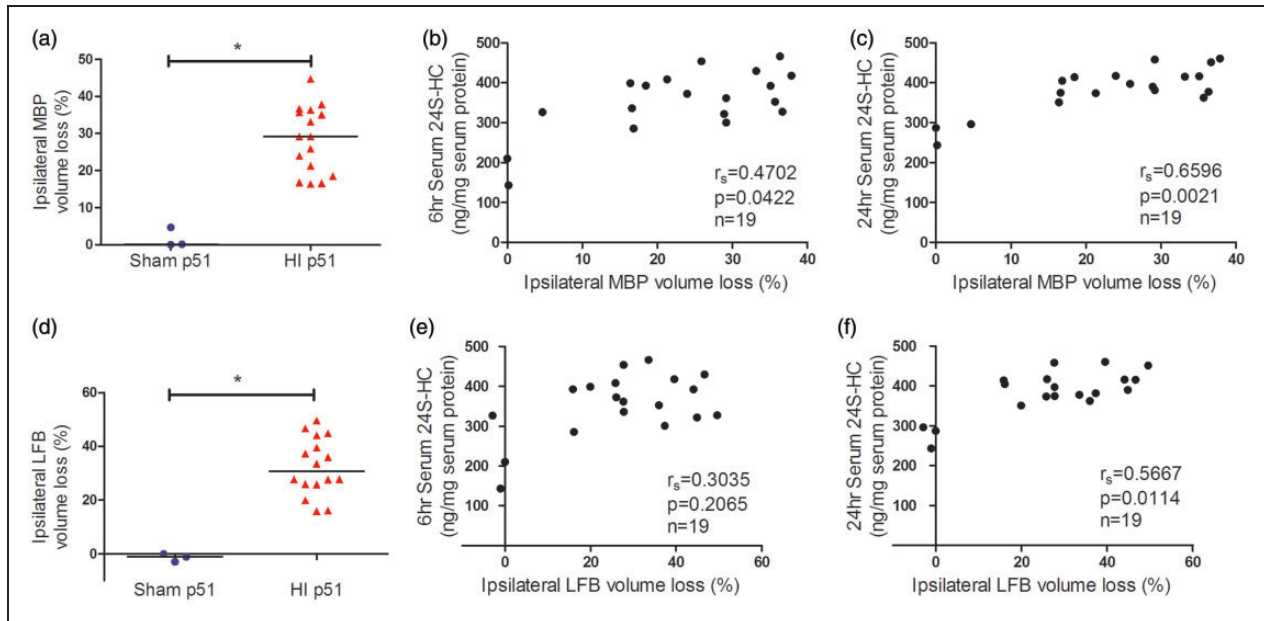 (a)
*
Ipsilateral MBP
volume loss (%)
50
40
30
20
10
0
Sham p51
HI p51
(b)
6hr Serum 24S-HC
(ng/mg serum protein)
500
400
300
200
100
0
rs=0.4702
p=0.0422
n=19
0
10
20
30
40
Ipsilateral MBP volume loss (%)
(c)
24hr Serum 24S-HC
(ng/mg serum protein)
500
400
300
200
100
0
rs=0.6596
p=0.0021
n=19
0
10
20
30
40
Ipsilateral MBP volume loss (%)
(d)
*
Ipsilateral LFB
volume loss (%)
60
40
20
0
Sham p51
HI p51
(e)
6hr Serum 24S-HC
(ng/mg serum protein)
500
400
300
200
100
rs=0.3035
p=0.2065
n=19
0
20
40
60
Ipsilateral LFB volume loss (%)
(f)
24hr Serum 24S-HC
(ng/mg serum protein)
500
400
300
200
100
rs=0.5667
p=0.0114
n=19
0
20
40
60
Ipsilateral LFB volume loss (%)